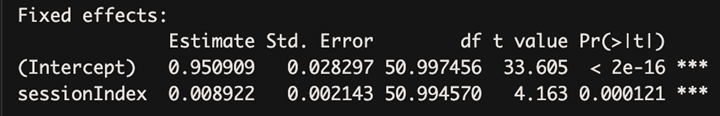 Fixed effects:
Estimate Std. Error df t value Pr(>|t|)
(Intercept) 0.950909 0.028297 50.997456 33.605 < 2e-16 ***
sessionIndex 0.008922 0.002143 50.994570 4.163 0.000121 ***